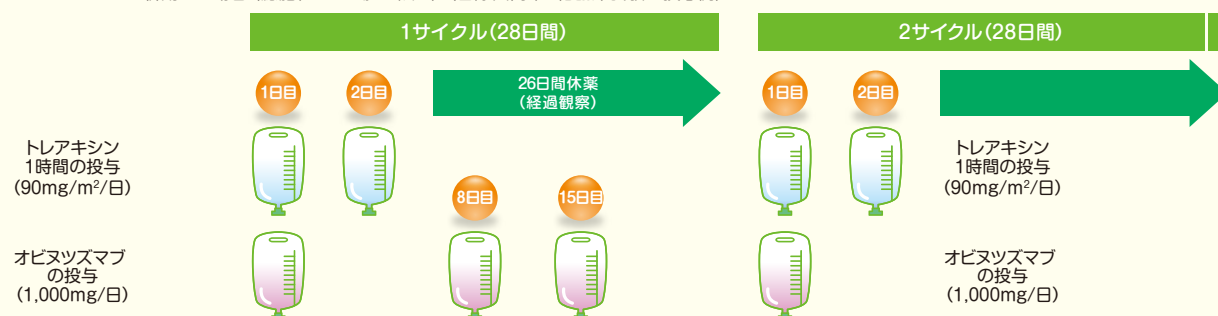 1サイクル(28日間)
2サイクル(28日間)
1日目
2日目
26日間休薬
(経過観察)
1日目
2日目
トレアキシン
1時間の投与
(90mg/m²/日)
トレアキシン
1時間の投与
(90mg/m²/日)
8日目
15日目
オビヌツズマブ
の投与
(1,000mg/日)
オビヌツズマブ
の投与
(1,000mg/日)